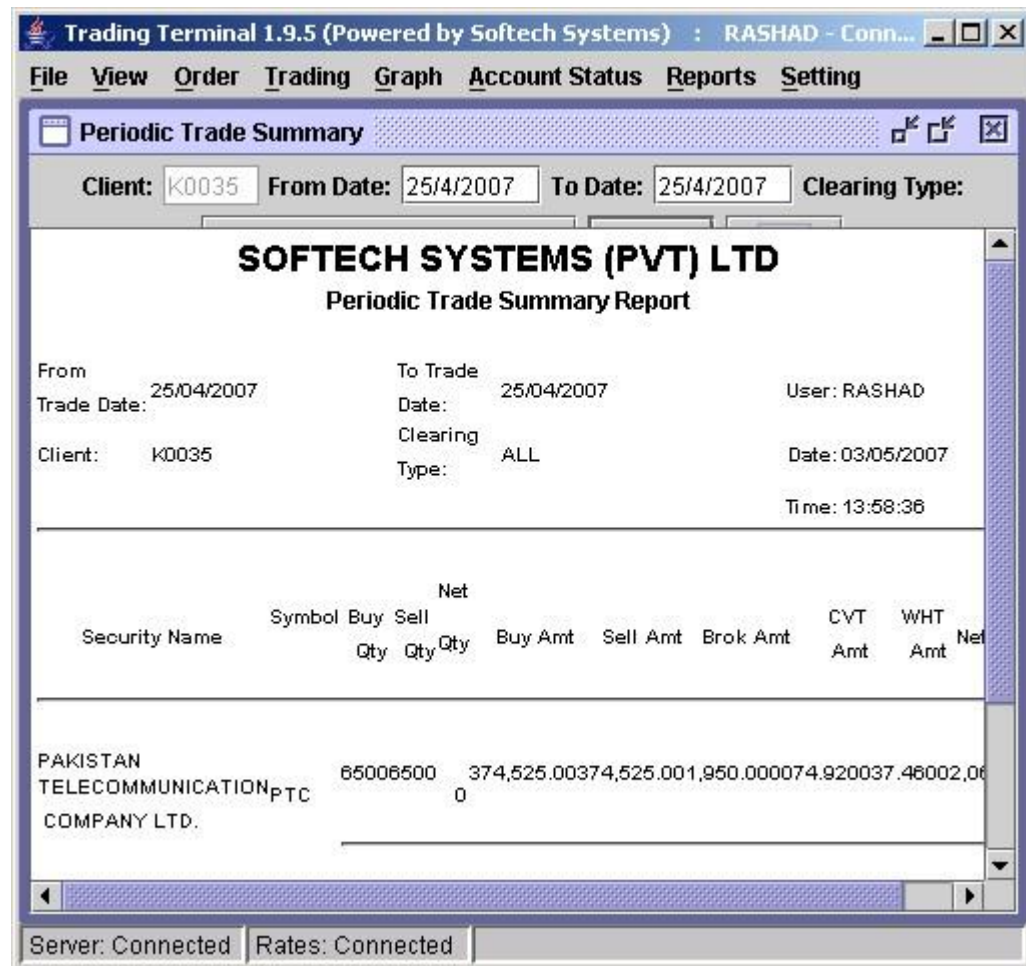 Trading Terminal 1.9.5 (Powered by Softech Systems) : RASHAD - Conn...
File View Order Trading Graph Account Status Reports Setting
Periodic Trade Summary
Client: K0035 From Date: 25/4/2007 To Date: 25/4/2007 Clearing Type:
SOFTECH SYSTEMS (PVT) LTD
Periodic Trade Summary Report
From
Trade Date: 25/04/2007
To Trade
Date: 25/04/2007
User: RASHAD
Client: K0035
Clearing
Type: ALL
Date: 03/05/2007
Time: 13:58:36
Security Name
Symbol
Buy
Qty
Sell
Qty
Net
Qty
Buy Amt
Sell Amt
Brok Amt
CVT
Amt
WHT
Amt
Net
PAKISTAN
TELECOMMUNICATION
COMPANY LTD.
PTC
65006500
0
374,525.00374,525.001,950.000074.920037.46002,06
Server: Connected Rates: Connected